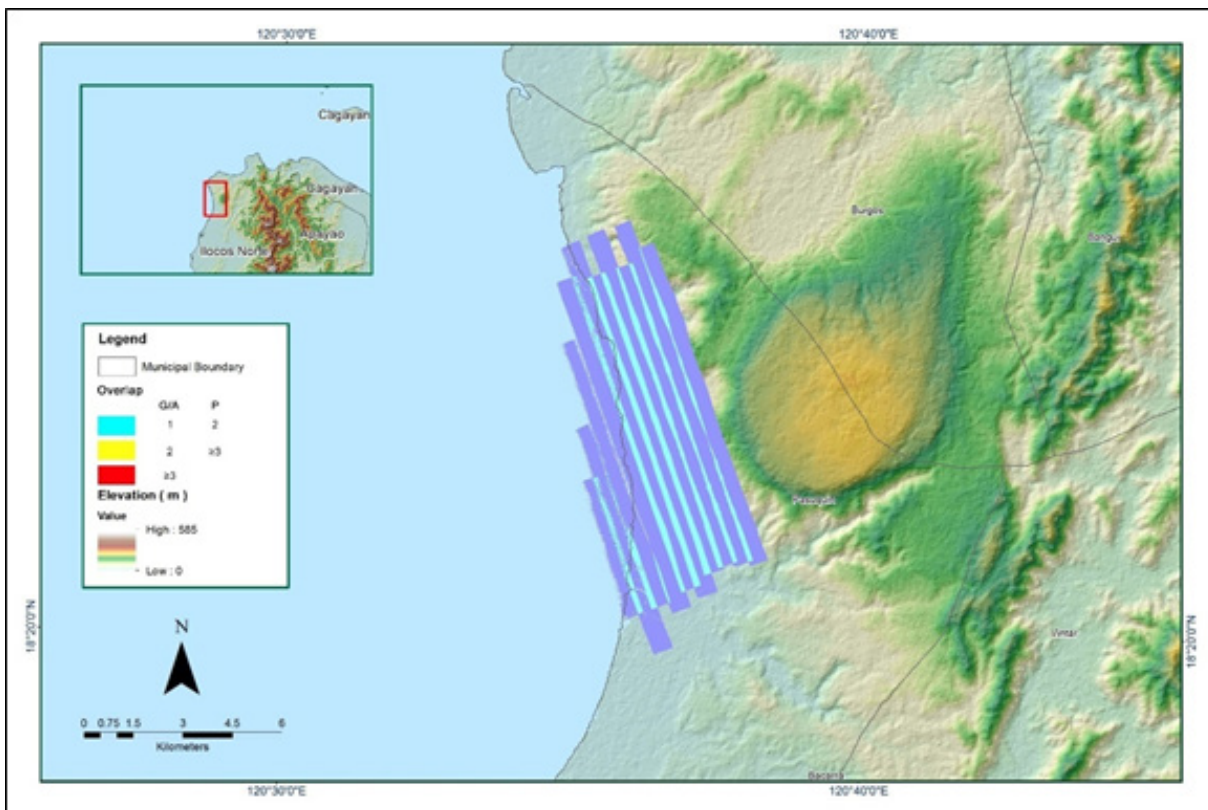 120°30'0"E
120°40'0"E
Cagayan
Cagayan
Apayao
Ilocos Norte
Burgos
Bangui
Legend
Municipal Boundary
Overlap
G/A P
1 2
2 ≥3
≥3
Elevation ( m )
Value
High : 585
Low : 0
Pasuquin
N
18°20'0"N
18°20'0"N
Vintar
0 0.75 1.5 3 4.5 6
Kilometers
Bacarra
120°30'0"E
120°40'0"E